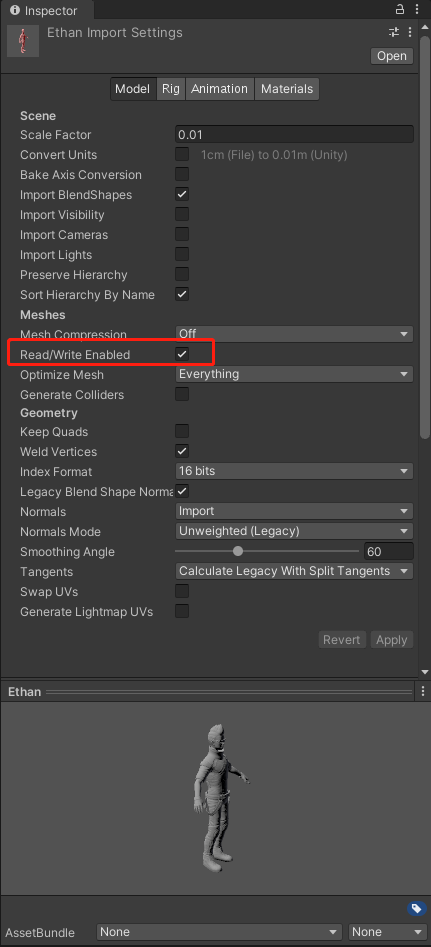 Inspector
Ethan Import Settings
Open
Model Rig Animation Materials
Scene
Scale Factor 0.01
Convert Units 1cm (File) to 0.01m (Unity)
Bake Axis Conversion
Import BlendShapes
Import Visibility
Import Cameras
Import Lights
Preserve Hierarchy
Sort Hierarchy By Name
Meshes
Mesh Compression Off
Read/Write Enabled
Optimize Mesh Everything
Generate Colliders
Geometry
Keep Quads
Weld Vertices
Index Format 16 bits
Legacy Blend Shape Norma
Normals Import
Normals Mode Unweighted (Legacy)
Smoothing Angle 60
Tangents Calculate Legacy With Split Tangents
Swap UVs
Generate Lightmap UVs
Revert Apply
Ethan
AssetBundle None None